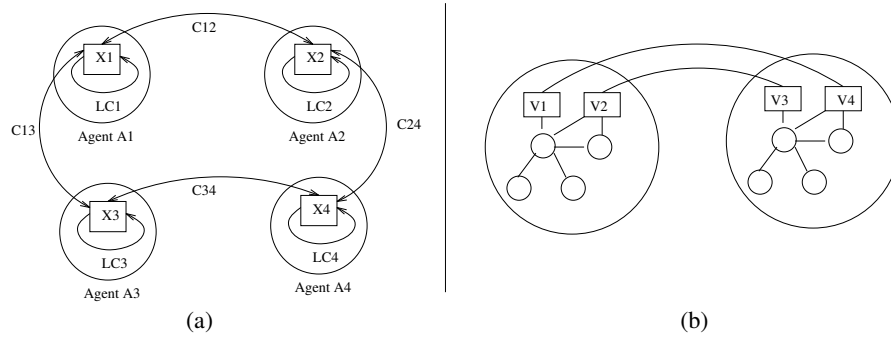 C12
X1
X2
LC1
LC2
Agent A1
Agent A2
C13
C24
C34
X3
X4
LC3
LC4
Agent A3
Agent A4
(a)
V1
V2
V3
V4
(b)